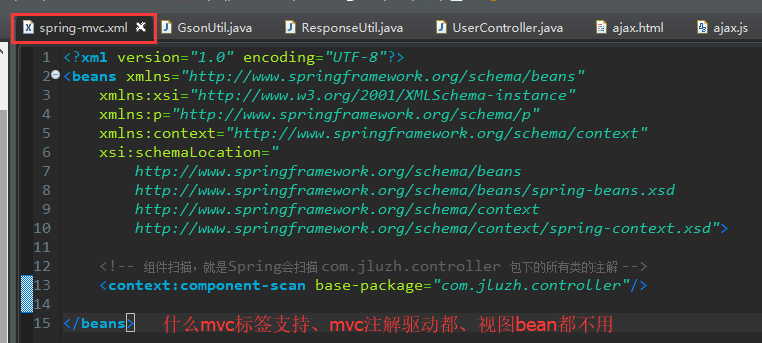 spring-mvc.xml GsonUtil.java ResponseUtil.java UserController.java ajax.html ajax.js
1 <?xml version="1.0" encoding="UTF-8"?>
2 <beans xmlns="http://www.springframework.org/schema/beans"
3 xmlns:xsi="http://www.w3.org/2001/XMLSchema-instance"
4 xmlns:p="http://www.springframework.org/schema/p"
5 xmlns:context="http://www.springframework.org/schema/context"
6 xsi:schemaLocation="
7 http://www.springframework.org/schema/beans
8 http://www.springframework.org/schema/beans/spring-beans.xsd
9 http://www.springframework.org/schema/context
10 http://www.springframework.org/schema/context/spring-context.xsd">
11
12 <!-- 组件扫描，就是Spring会扫描 com.jluzh.controller 包下的所有类的注解 -->
13 <context:component-scan base-package="com.jluzh.controller"/>
14
15 </beans> 什么mvc标签支持、mvc注解驱动都、视图bean都不用